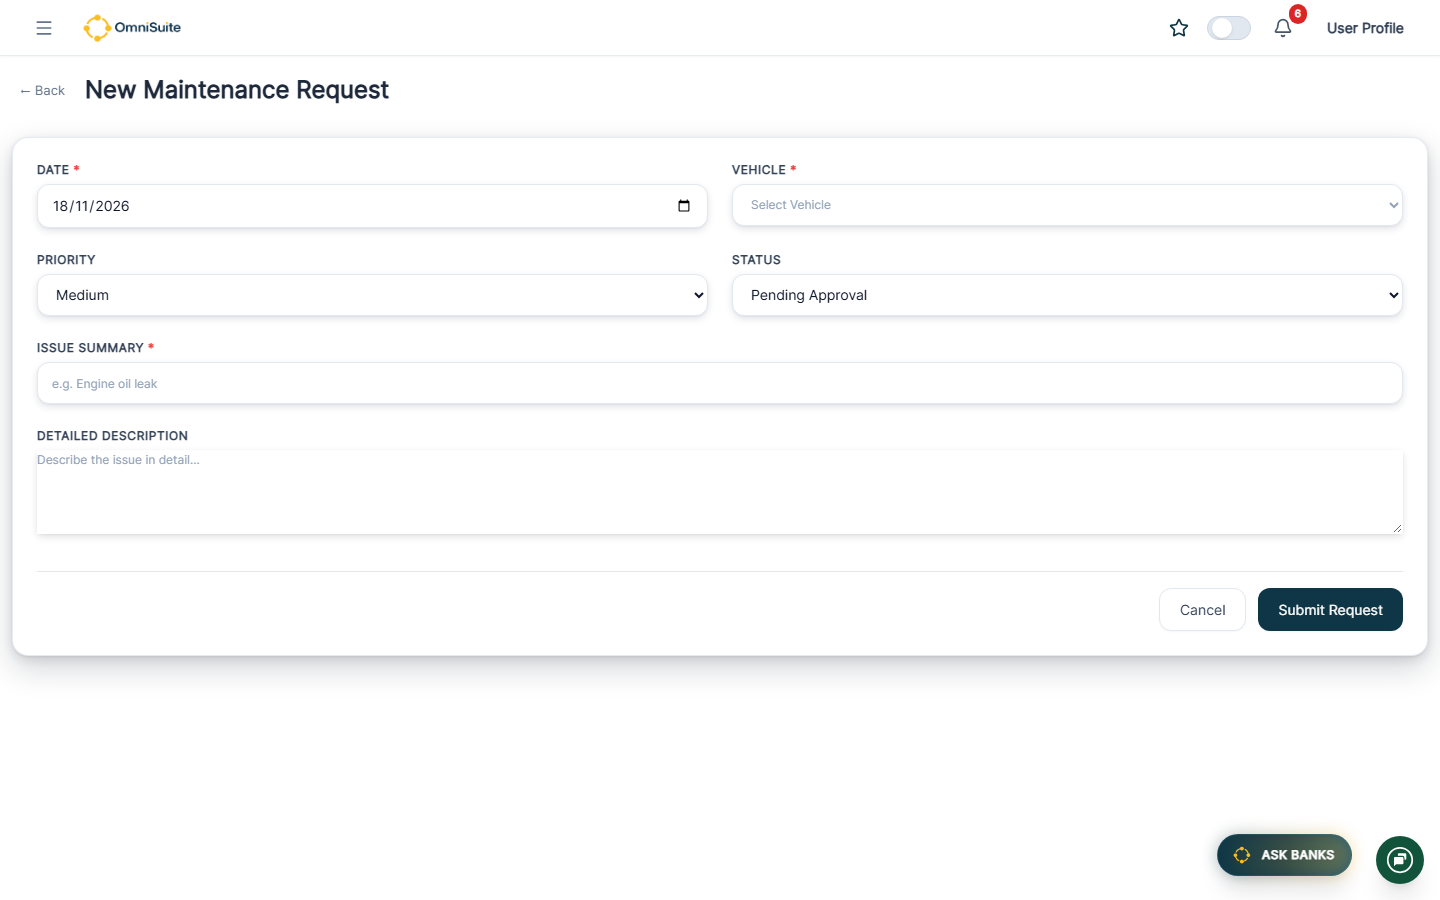 OmniSuite
6
User Profile
← Back
New Maintenance Request
DATE *
VEHICLE *
18/11/2026
Select Vehicle
PRIORITY
STATUS
Medium
Pending Approval
ISSUE SUMMARY *
e.g. Engine oil leak
DETAILED DESCRIPTION
Describe the issue in detail...
Cancel
Submit Request
ASK BANKS